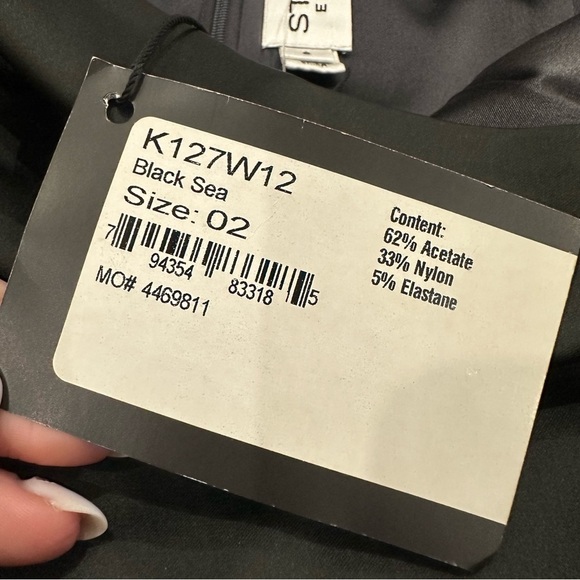 K127W12
Black Sea
Size: 02
7 94354 83318 5
MO# 4469811
Content:
62% Acetate
33% Nylon
5% Elastane